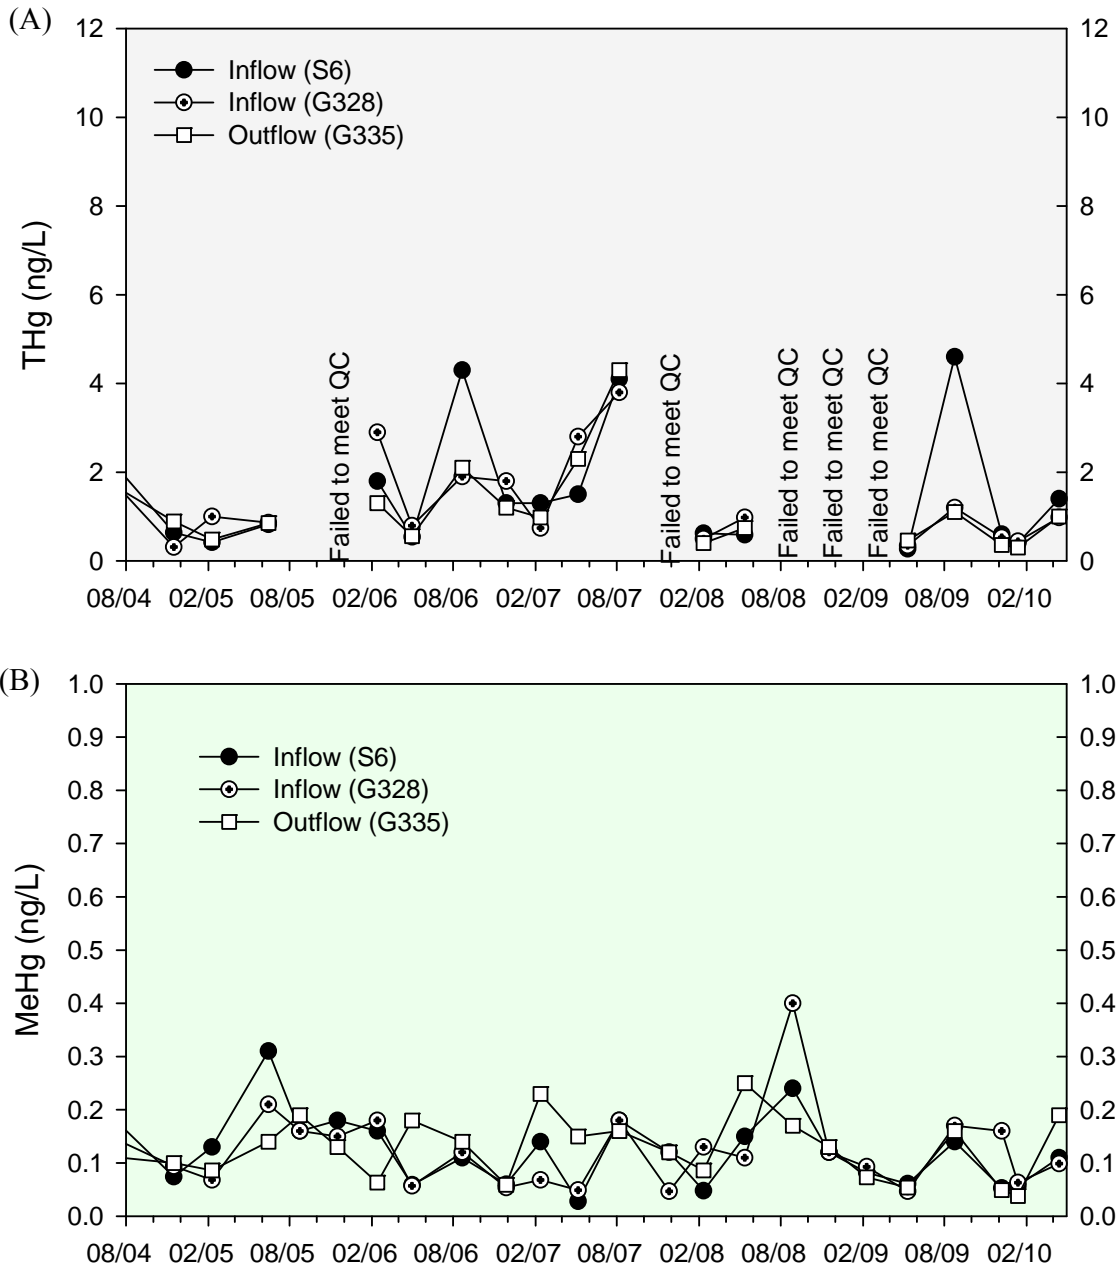 (A)
12 12
Inflow (S6)
Inflow (G328)
Outflow (G335)
10 10
8 8
6 6
4 4
2 2
0 0
THg (ng/L)
Failed to meet QC
Failed to meet QC
Failed to meet QC
Failed to meet QC
Failed to meet QC
08/04 02/05 08/05 02/06 08/06 02/07 08/07 02/08 08/08 02/09 08/09 02/10
(B)
1.0 1.0
0.9 0.9
Inflow (S6)
Inflow (G328)
Outflow (G335)
0.8 0.8
0.7 0.7
0.6 0.6
0.5 0.5
0.4 0.4
0.3 0.3
0.2 0.2
0.1 0.1
0.0 0.0
MeHg (ng/L)
08/04 02/05 08/05 02/06 08/06 02/07 08/07 02/08 08/08 02/09 08/09 02/10